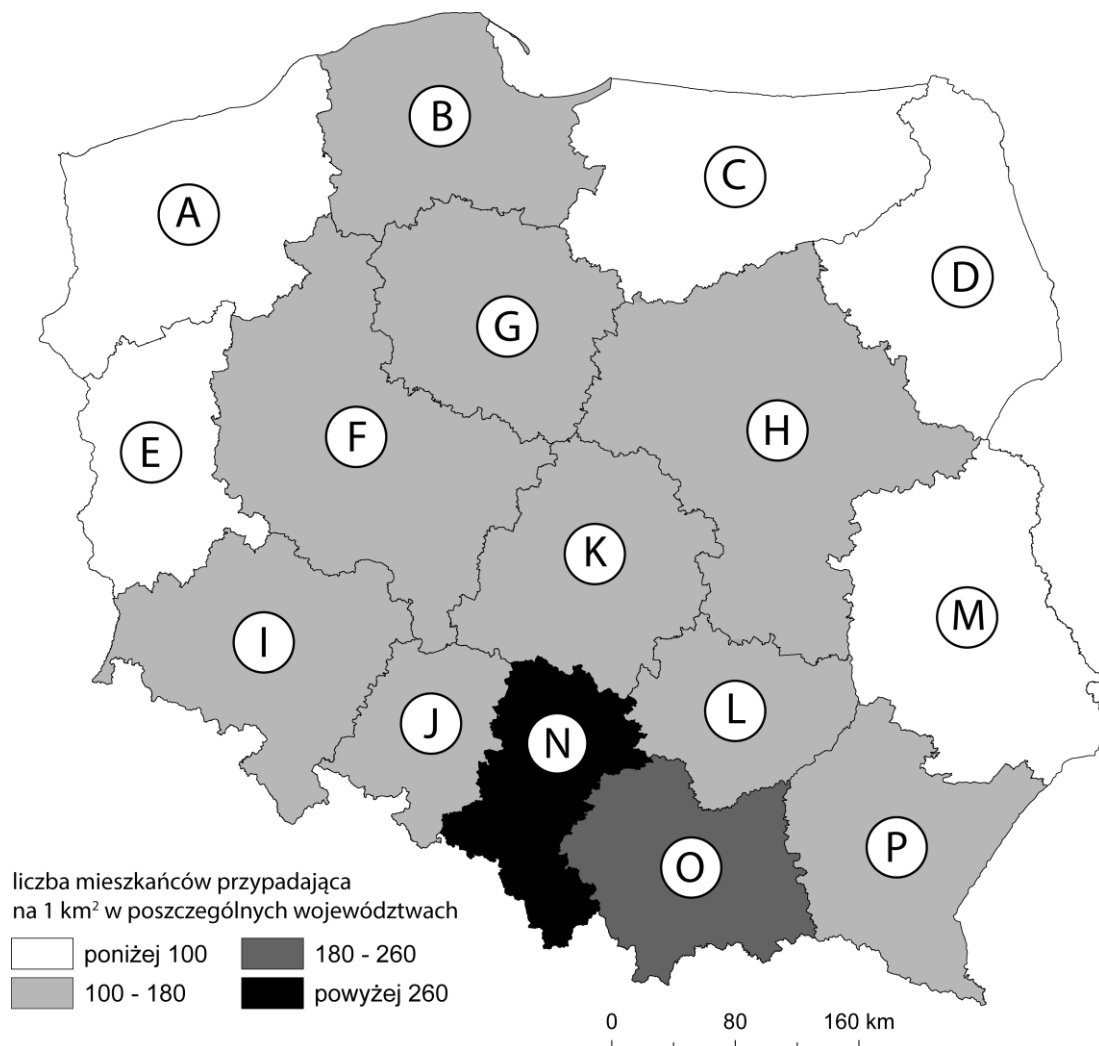 B
C
A
D
G
F
H
E
K
M
I
L
J
N
P
O
liczba mieszkańców przypadająca
na 1 km² w poszczególnych województwach
poniżej 100
180 - 260
100 - 180
powyżej 260
0 80 160 km